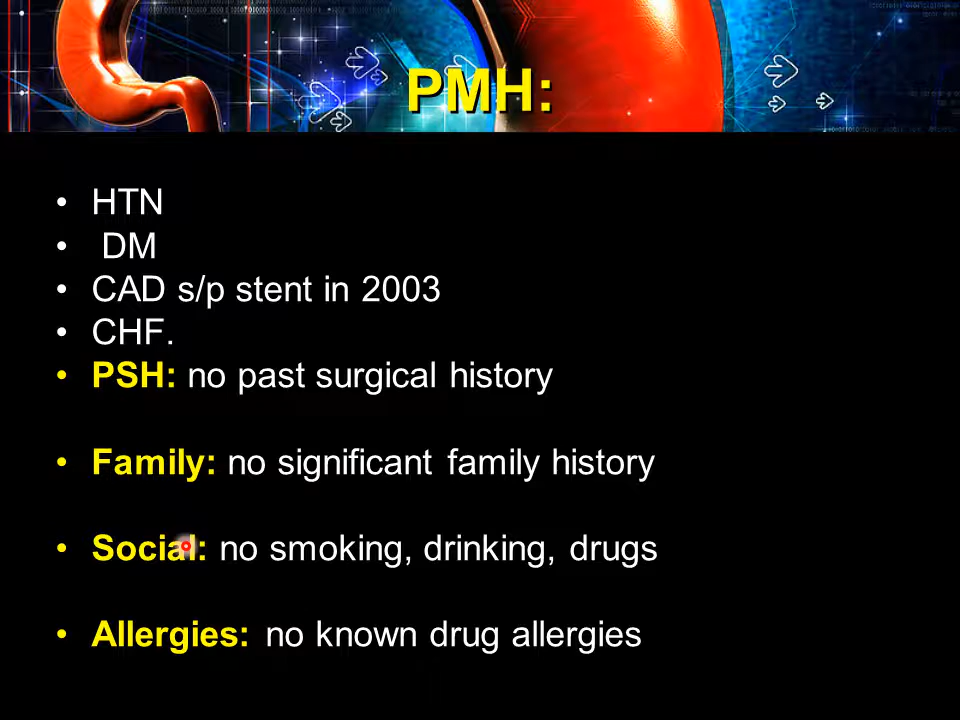 PMH:
• HTN
• DM
• CAD s/p stent in 2003
• CHF.
• PSH: no past surgical history
• Family: no significant family history
• Social: no smoking, drinking, drugs
• Allergies: no known drug allergies